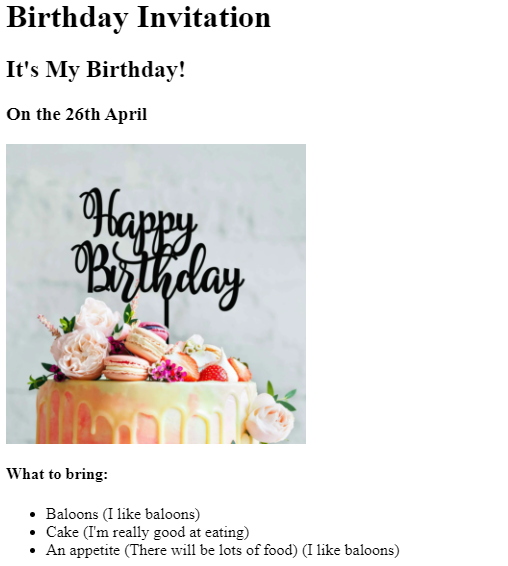 Birthday Invitation
It's My Birthday!
On the 26th April
Happy
Birthday
What to bring:
Baloons (I like baloons)
Cake (I'm really good at eating)
An appetite (There will be lots of food) (I like baloons)